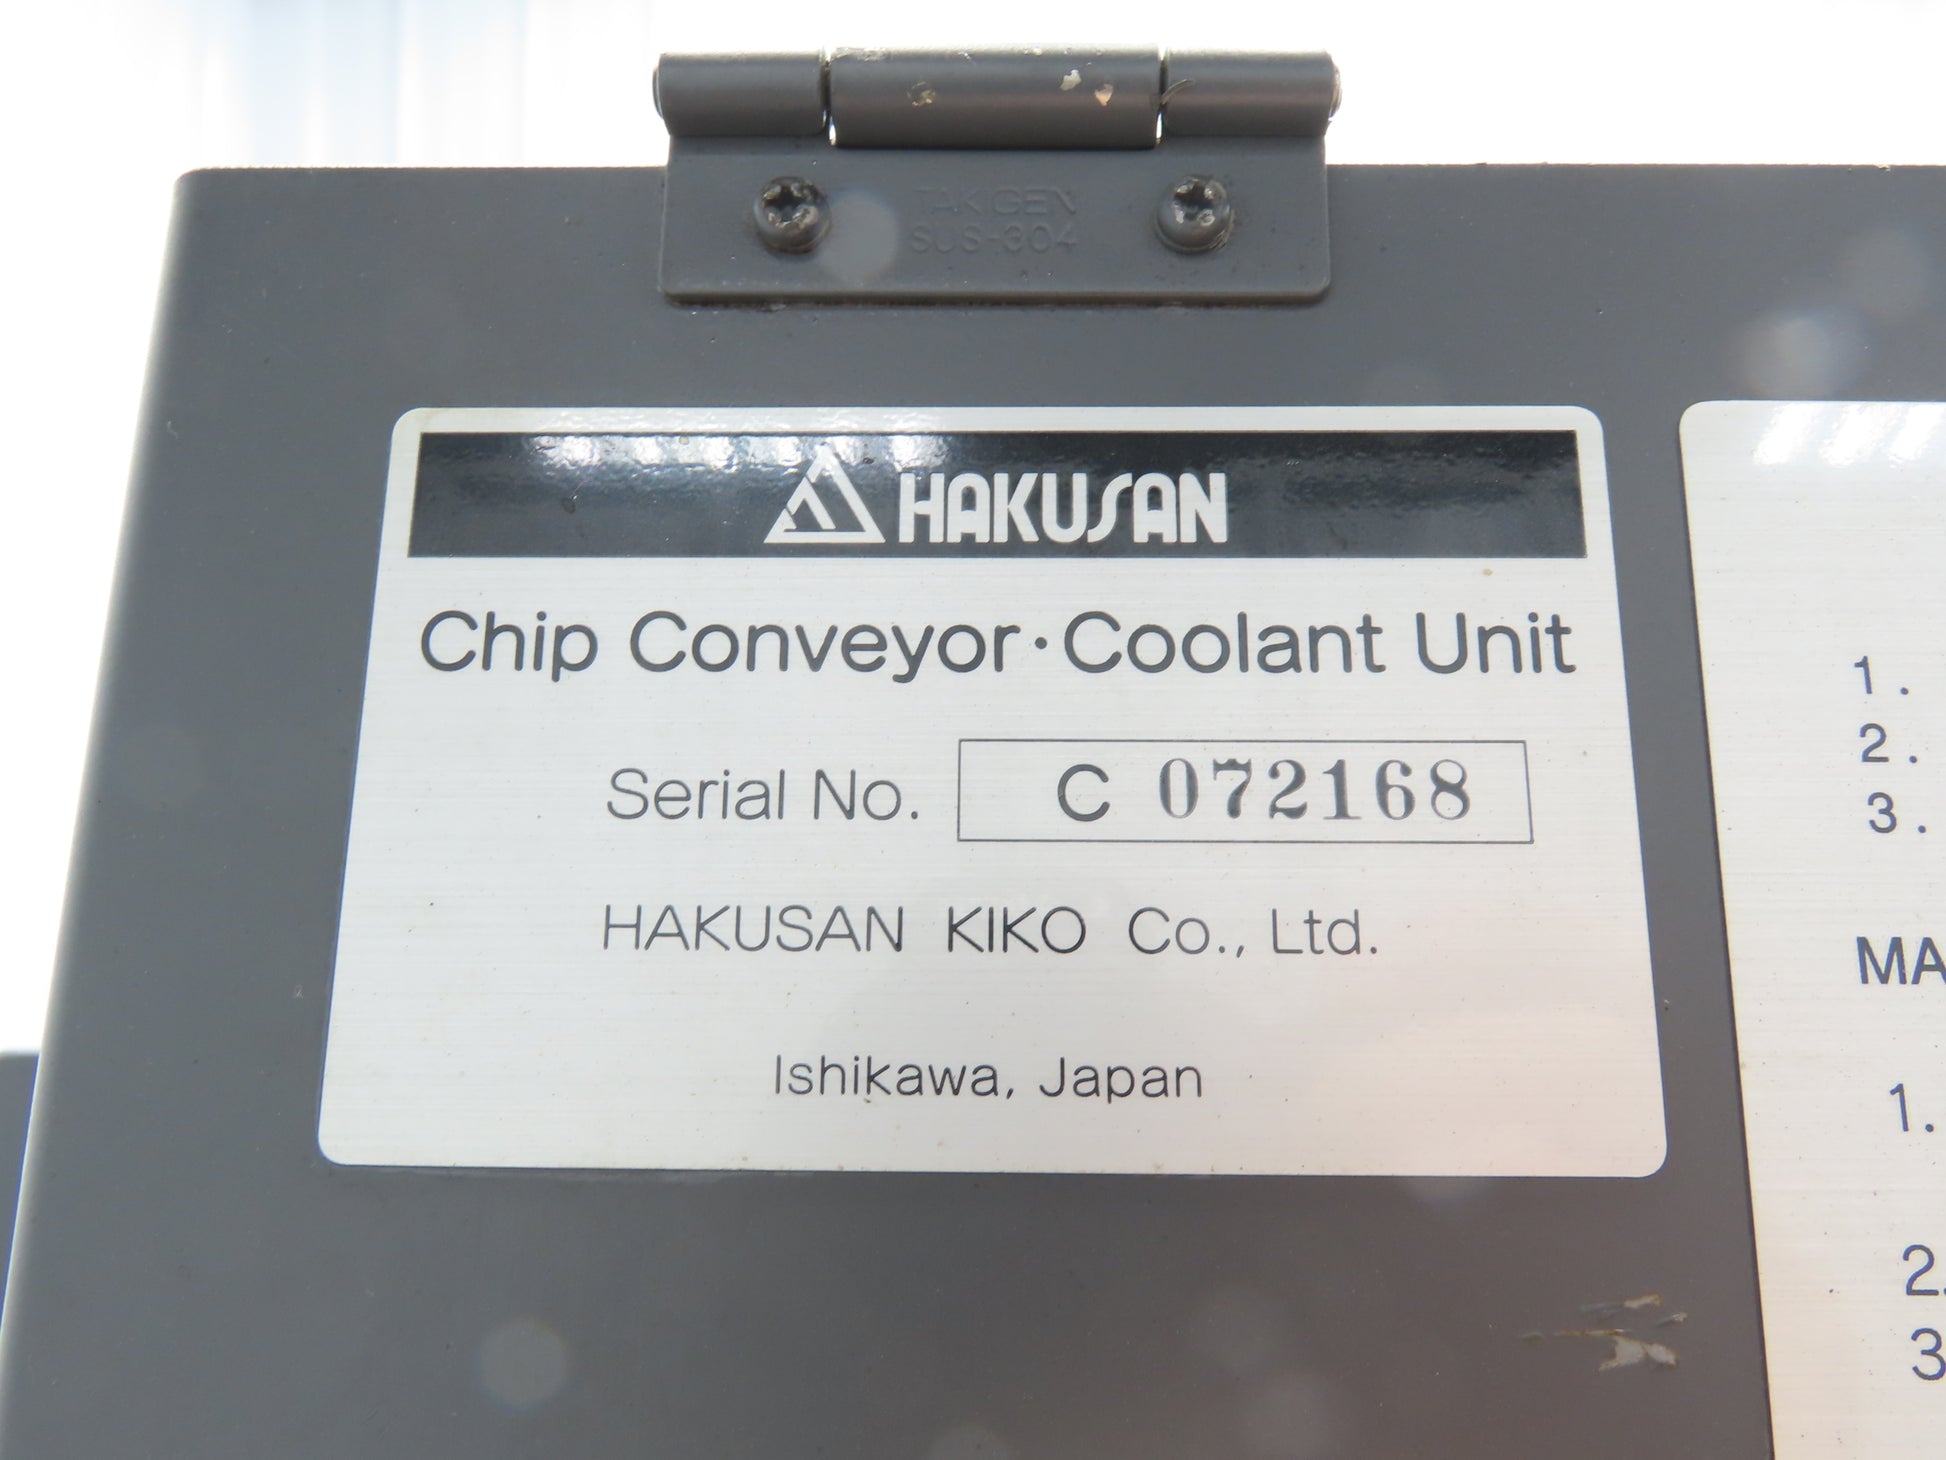 TAKIGEN
SUS-304
HAKUSAN
Chip Conveyor·Coolant Unit
Serial No. C 072168
HAKUSAN KIKO Co., Ltd.
Ishikawa, Japan
1.
2.
3.
MA
1.
2.
3